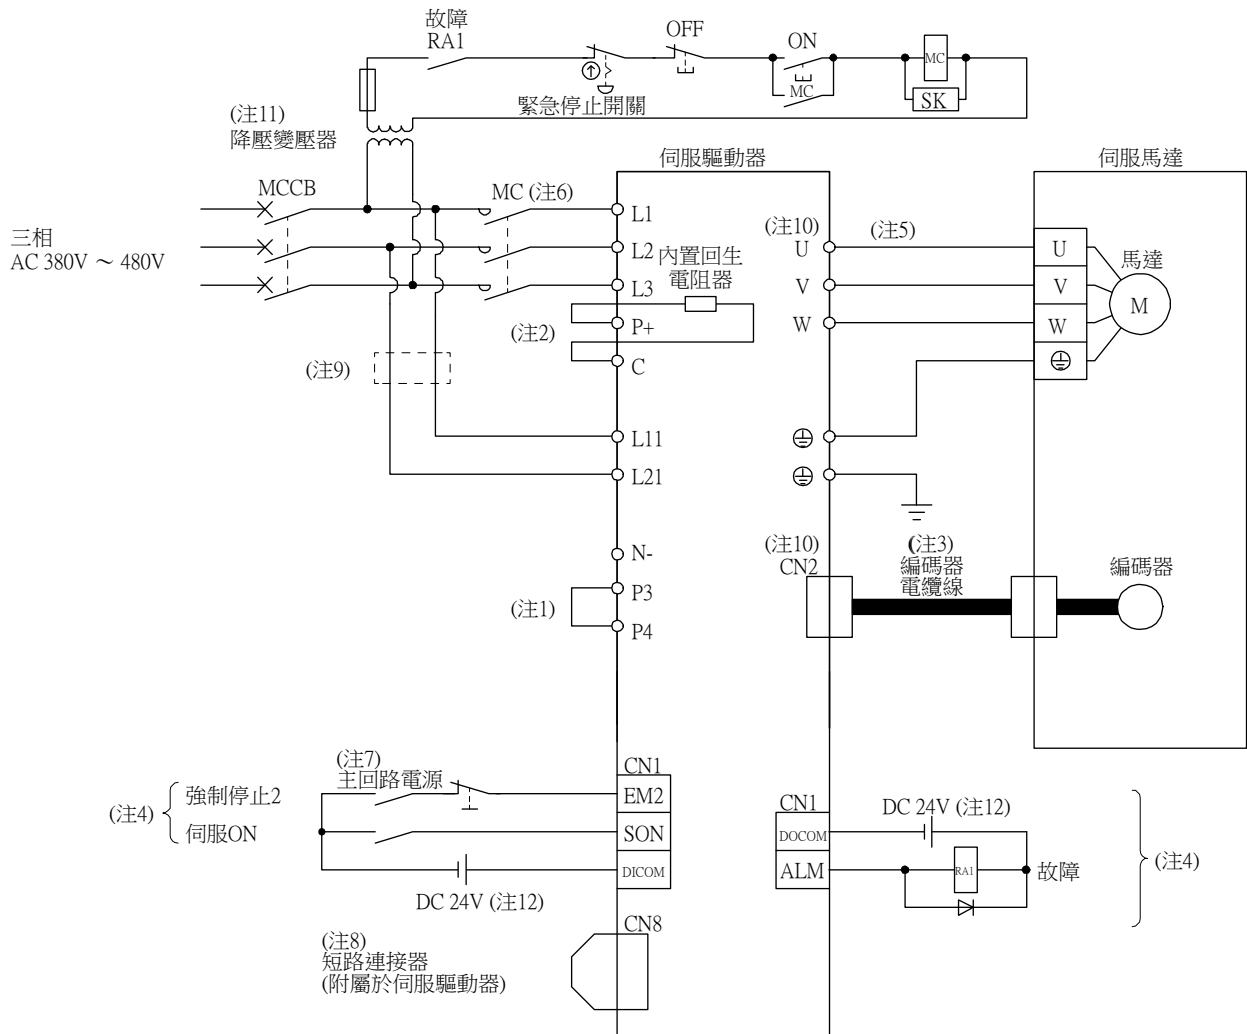 故障
RA1
OFF
ON
MC
MC
SK
緊急停止開關
(注11)
降壓變壓器
伺服驅動器
伺服馬達
MCCB
MC (注6)
三相
AC 380V ～ 480V
L1
L2
L3
內置回生
電阻器
(注10)
U
V
W
(注5)
U
V
W
馬達
M
(注2)
P+
C
(注9)
L11
L21
N-
(注1)
P3
P4
(注10)
CN2
(注3)
編碼器
電纜線
編碼器
(注7)
主回路電源
(注4)
強制停止2
伺服ON
CN1
EM2
SON
DICOM
DC 24V (注12)
CN1
DOCOM
ALM
DC 24V (注12)
RA1
故障
(注4)
CN8
(注8)
短路連接器
(附屬於伺服驅動器)